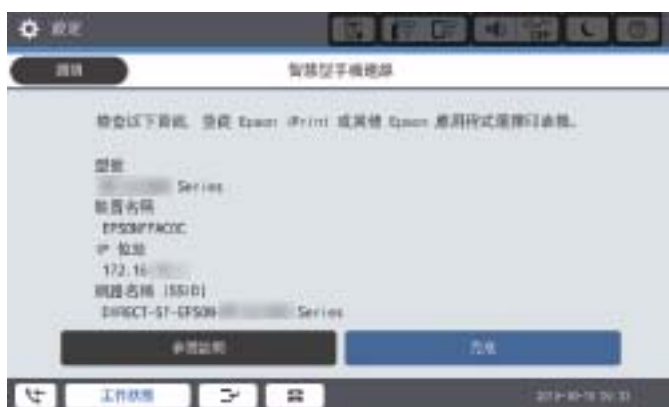 設定
智慧型手機連線
檢查以下資訊，並從 Epson iPrint 或其他 Epson 應用程式選擇印表機。
型號
Series
裝置名稱
EPSONFFAC0C
IP 位址
172.16
網路名稱 (SSID)
DIRECT-S7-EPSON Series
參閱說明
完成
工作狀態